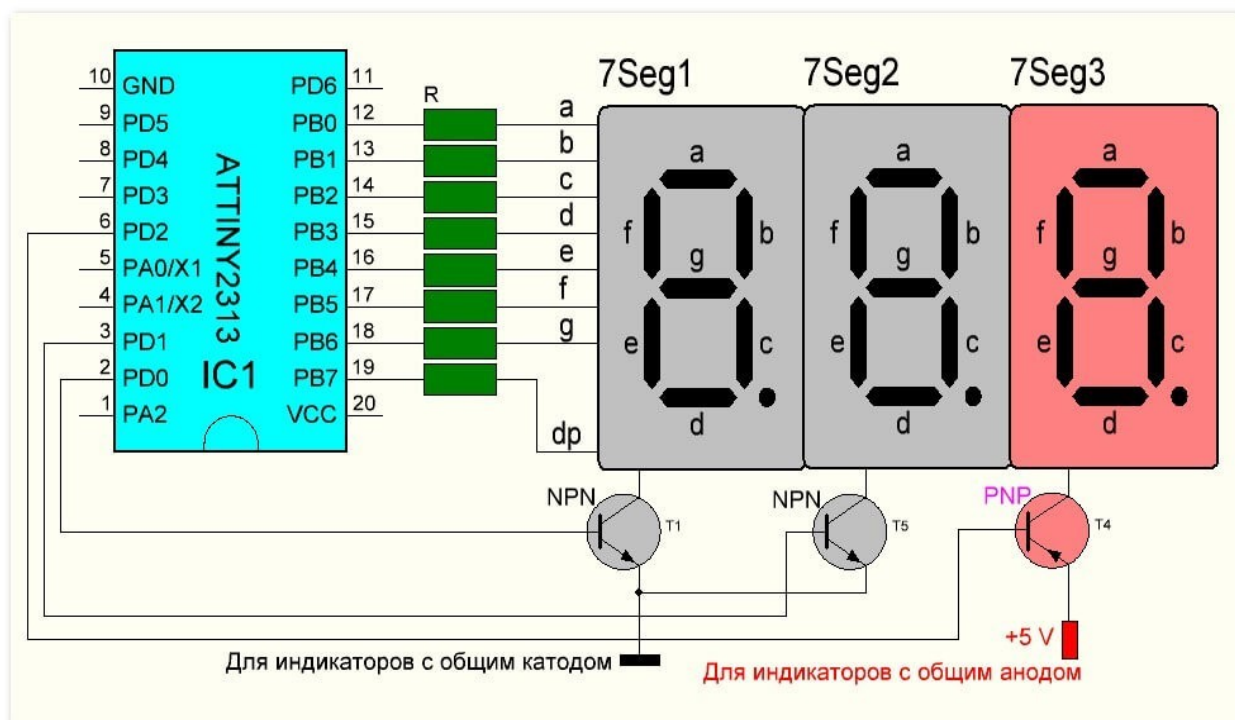 7Seg1 7Seg2 7Seg3
10 GND PD6 11
R
9 PD5 PB0 12 a
8 PD4 PB1 13 b
7 PD3 PB2 14 c
6 PD2 PB3 15 d
5 PA0/X1 PB4 16 e
4 PA1/X2 PB5 17 f
3 PD1 PB6 18 g
2 PD0 PB7 19
1 PA2 VCC 20
dp
ATTINY2313
IC1
a
f b
g
e c
d
a
f b
g
e c
d
a
f b
g
e c
d
NPN T1
NPN T5
PNP T4
+5 V
Для индикаторов с общим катодом
Для индикаторов с общим анодом